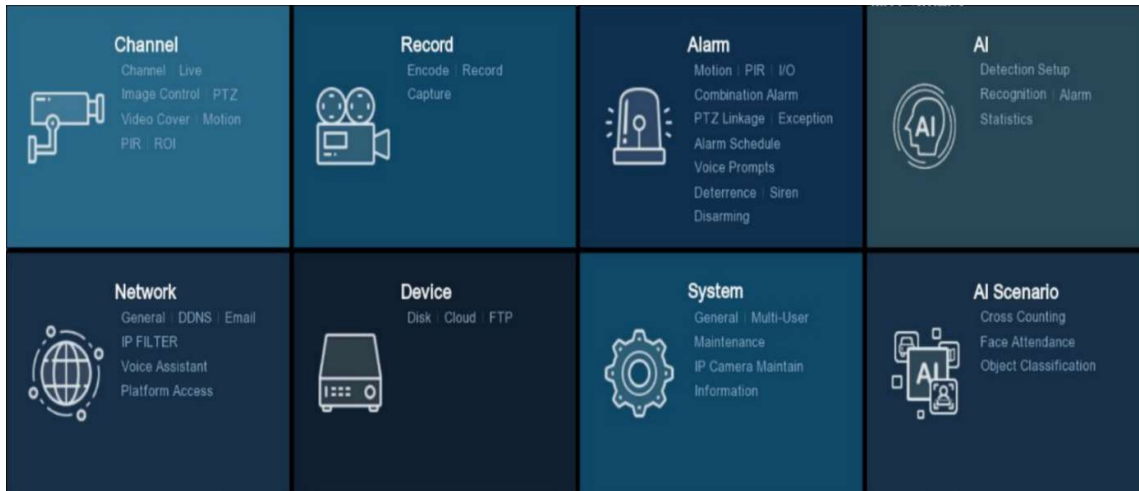 Channel
Channel | Live
Image Control | PTZ
Video Cover | Motion
PIR | ROI
Record
Encode | Record
Capture
Alarm
Motion | PIR | I/O
Combination Alarm
PTZ Linkage | Exception
Alarm Schedule
Voice Prompts
Deterrence | Siren
Disarming
AI
Detection Setup
Recognition | Alarm
Statistics
AI
Network
General | DDNS | Email
IP FILTER
Voice Assistant
Platform Access
Device
Disk | Cloud | FTP
System
General | Multi-User
Maintenance
IP Camera Maintain
Information
AI Scenario
Cross Counting
Face Attendance
Object Classification
AI